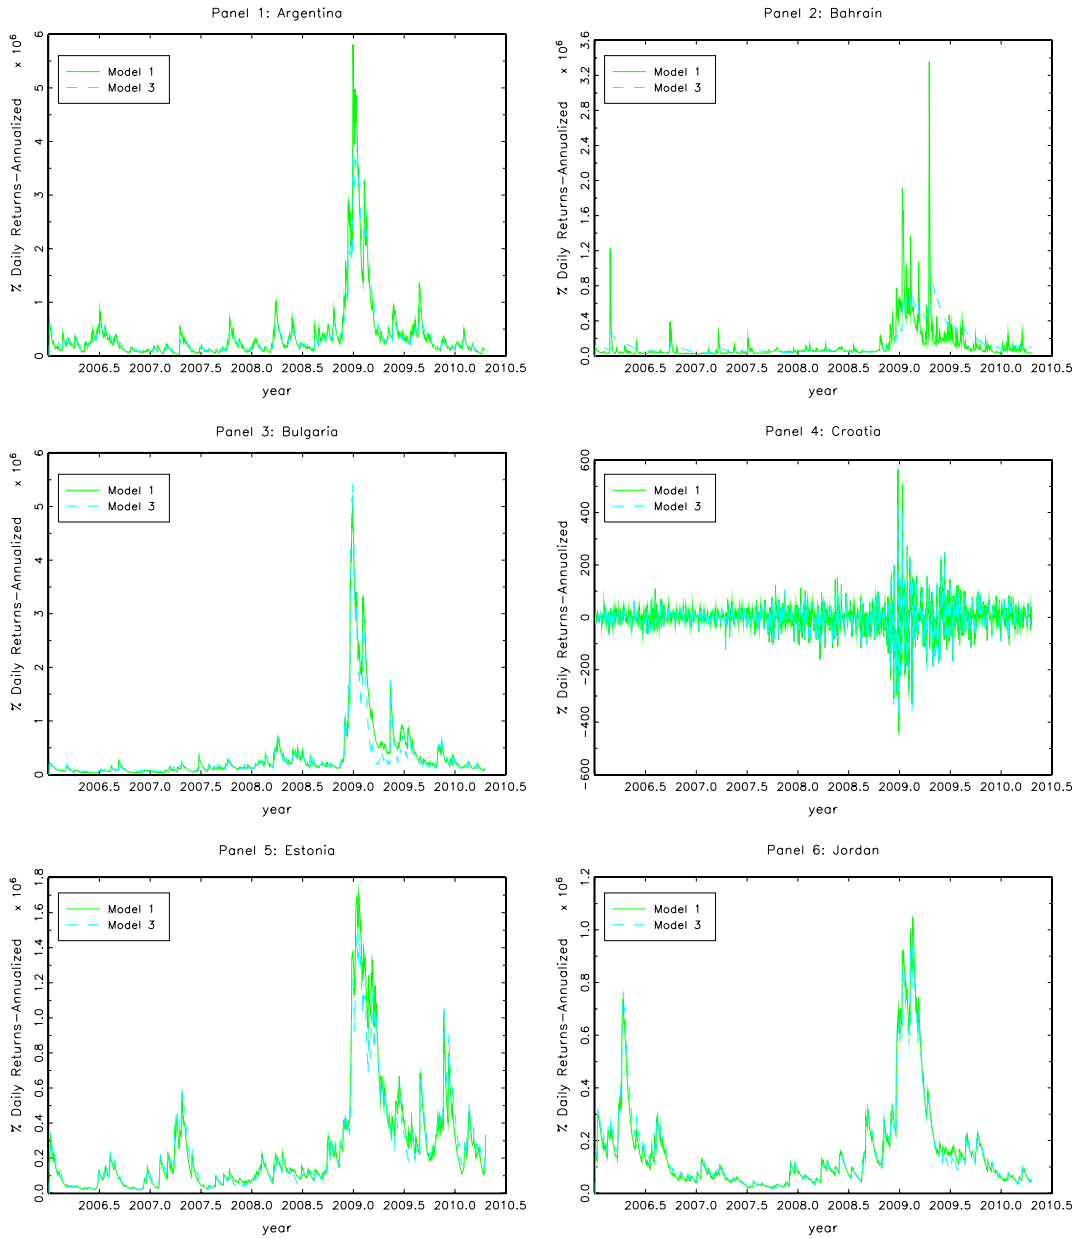 Panel 1: Argentina
× 10⁶
% Daily Returns–Annualized
6
5
4
3
2
1
0
Model 1
Model 3
2006.5 2007.0 2007.5 2008.0 2008.5 2009.0 2009.5 2010.0 2010.5
year
Panel 2: Bahrain
× 10⁶
% Daily Returns–Annualized
3.6
3.2
2.8
2.4
2.0
1.6
1.2
0.8
0.4
0.0
Model 1
Model 3
2006.5 2007.0 2007.5 2008.0 2008.5 2009.0 2009.5 2010.0 2010.5
year
Panel 3: Bulgaria
× 10⁶
% Daily Returns–Annualized
6
5
4
3
2
1
0
Model 1
Model 3
2006.5 2007.0 2007.5 2008.0 2008.5 2009.0 2009.5 2010.0 2010.5
year
Panel 4: Croatia
% Daily Returns–Annualized
600
400
200
0
−200
−400
−600
Model 1
Model 3
2006.5 2007.0 2007.5 2008.0 2008.5 2009.0 2009.5 2010.0 2010.5
year
Panel 5: Estonia
× 10⁶
% Daily Returns–Annualized
1.8
1.6
1.4
1.2
1.0
0.8
0.6
0.4
0.2
0.0
Model 1
Model 3
2006.5 2007.0 2007.5 2008.0 2008.5 2009.0 2009.5 2010.0 2010.5
year
Panel 6: Jordan
× 10⁶
% Daily Returns–Annualized
1.2
1.0
0.8
0.6
0.4
0.2
0.0
Model 1
Model 3
2006.5 2007.0 2007.5 2008.0 2008.5 2009.0 2009.5 2010.0 2010.5
year